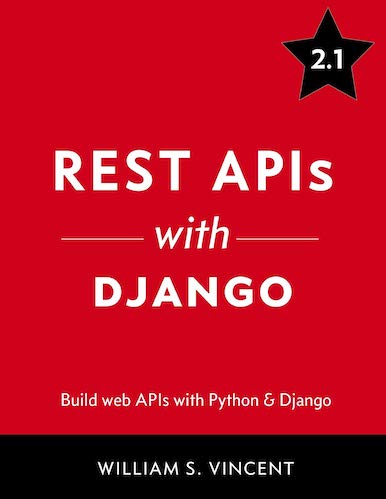 2.1
REST APIs
with
DJANGO
Build web APIs with Python & Django
WILLIAM S. VINCENT